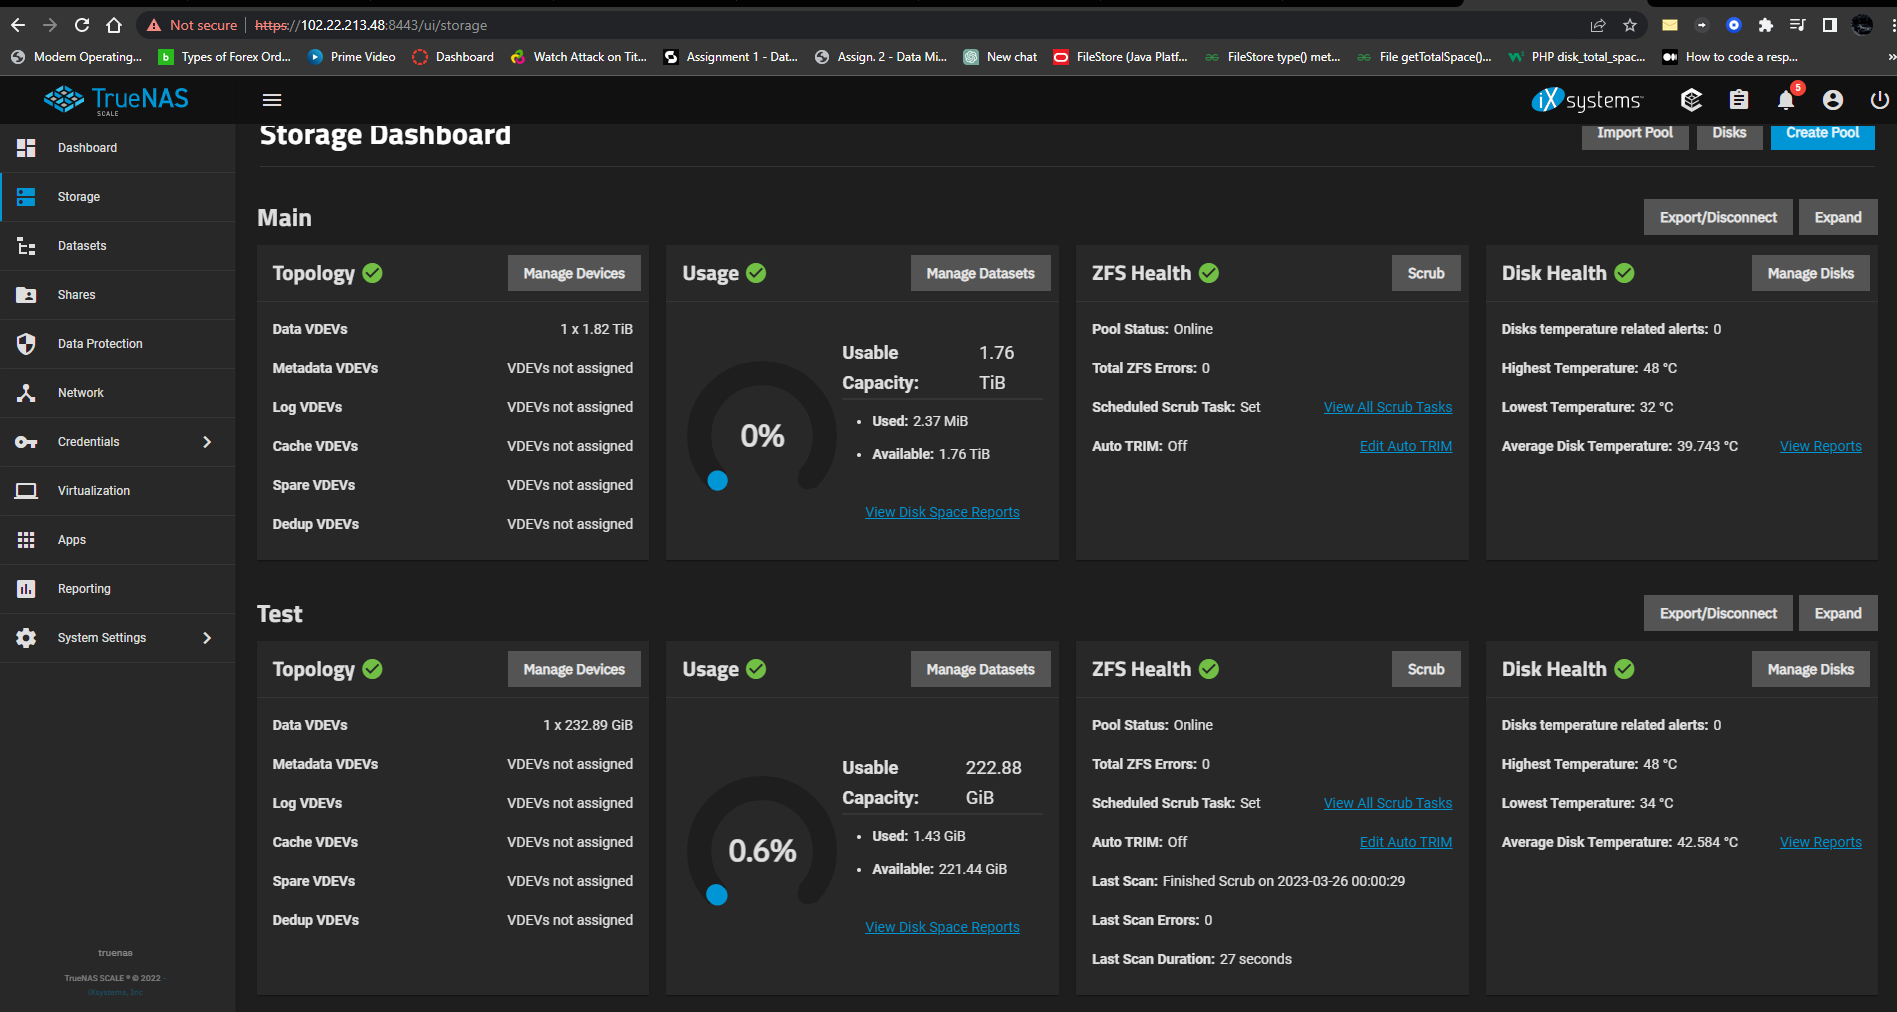 Not secure https://102.22.213.48:8443/ui/storage
Modern Operating... Types of Forex Ord... Prime Video Dashboard Watch Attack on Tit... Assignment 1 - Dat... Assign. 2 - Data Mi... New chat FileStore (Java Platf... FileStore type() met... File getTotalSpace()... PHP disk_total_spac... How to code a resp... »
TrueNAS
SCALE
iXsystems™
5
Dashboard
Storage
Datasets
Shares
Data Protection
Network
Credentials
Virtualization
Apps
Reporting
System Settings
truenas
TrueNAS SCALE ® © 2022 -
iXsystems, Inc
Storage Dashboard
Import Pool Disks Create Pool
Main
Export/Disconnect Expand
Topology Manage Devices
Data VDEVs 1 x 1.82 TiB
Metadata VDEVs VDEVs not assigned
Log VDEVs VDEVs not assigned
Cache VDEVs VDEVs not assigned
Spare VDEVs VDEVs not assigned
Dedup VDEVs VDEVs not assigned
Usage Manage Datasets
0%
Usable 1.76
Capacity: TiB
• Used: 2.37 MiB
• Available: 1.76 TiB
View Disk Space Reports
ZFS Health Scrub
Pool Status: Online
Total ZFS Errors: 0
Scheduled Scrub Task: Set View All Scrub Tasks
Auto TRIM: Off Edit Auto TRIM
Disk Health Manage Disks
Disks temperature related alerts: 0
Highest Temperature: 48 °C
Lowest Temperature: 32 °C
Average Disk Temperature: 39.743 °C View Reports
Test
Export/Disconnect Expand
Topology Manage Devices
Data VDEVs 1 x 232.89 GiB
Metadata VDEVs VDEVs not assigned
Log VDEVs VDEVs not assigned
Cache VDEVs VDEVs not assigned
Spare VDEVs VDEVs not assigned
Dedup VDEVs VDEVs not assigned
Usage Manage Datasets
0.6%
Usable 222.88
Capacity: GiB
• Used: 1.43 GiB
• Available: 221.44 GiB
View Disk Space Reports
ZFS Health Scrub
Pool Status: Online
Total ZFS Errors: 0
Scheduled Scrub Task: Set View All Scrub Tasks
Auto TRIM: Off Edit Auto TRIM
Last Scan: Finished Scrub on 2023-03-26 00:00:29
Last Scan Errors: 0
Last Scan Duration: 27 seconds
Disk Health Manage Disks
Disks temperature related alerts: 0
Highest Temperature: 48 °C
Lowest Temperature: 34 °C
Average Disk Temperature: 42.584 °C View Reports